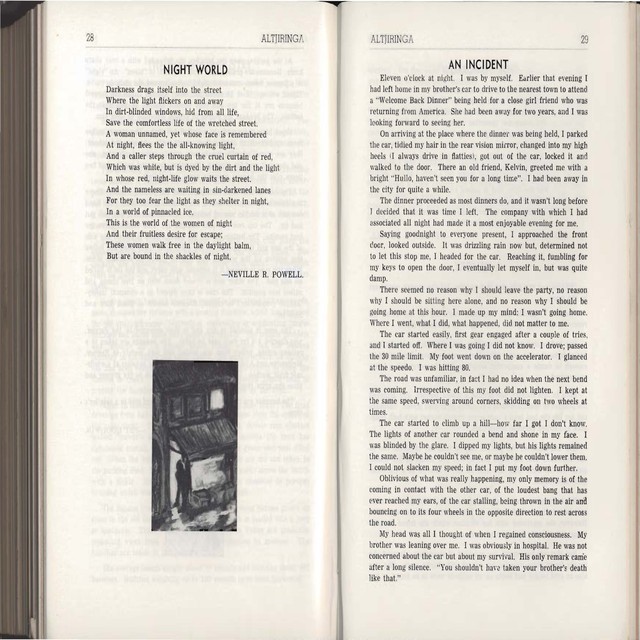 28
ALTJIRINGA
NIGHT WORLD
Darkness drags itself into the street
Where the light flickers on and away
In dirt-blinded windows, hid from all life,
Save the comfortless life of the wretched street.
A woman unnamed, yet whose face is remembered
At night, flees the the all-knowing light,
And a caller steps through the cruel curtain of red,
Which was white, but is dyed by the dirt and the light
In whose red, night-life glow waits the street.
And the nameless are waiting in sin-darkened lanes
For they too fear the light as they shelter in night,
In a world of pinnacled ice.
This is the world of the women of night
And their fruitless desire for escape;
These women walk free in the daylight balm,
But are bound in the shackles of night.
—NEVILLE R. POWELL.
ALTJIRINGA
29
AN INCIDENT
Eleven o'clock at night. I was by myself. Earlier that evening I
had left home in my brother's car to drive to the nearest town to attend
a "Welcome Back Dinner" being held for a close girl friend who was
returning from America. She had been away for two years, and I was
looking forward to seeing her.
On arriving at the place where the dinner was being held, I parked
the car, tidied my hair in the rear vision mirror, changed into my high
heels (I always drive in flatties), got out of the car, locked it and
walked to the door. There an old friend, Kelvin, greeted me with a
bright "Hullo, haven't seen you for a long time". I had been away in
the city for quite a while.
The dinner proceeded as most dinners do, and it wasn't long before
I decided that it was time I left. The company with which I had
associated all night had made it a most enjoyable evening for me.
Saying goodnight to everyone present, I approached the front
door, looked outside. It was drizzling rain now but, determined not
to let this stop me, I headed for the car. Reaching it, fumbling for
my keys to open the door, I eventually let myself in, but was quite
damp.
There seemed no reason why I should leave the party, no reason
why I should be sitting here alone, and no reason why I should be
going home at this hour. I made up my mind; I wasn't going home.
Where I went, what I did, what happened, did not matter to me.
The car started easily, first gear engaged after a couple of tries,
and I started off. Where I was going I did not know. I drove; passed
the 30 mile limit. My foot went down on the accelerator. I glanced
at the speedo. I was hitting 80.
The road was unfamiliar, in fact I had no idea when the next bend
was coming. Irrespective of this my foot did not lighten. I kept at
the same speed, swerving around corners, skidding on two wheels at
times.
The car started to climb up a hill—how far I got I don't know.
The lights of another car rounded a bend and shone in my face. I
was blinded by the glare. I dipped my lights, but his lights remained
the same. Maybe he couldn't see me, or maybe he couldn't lower them,
I could not slacken my speed; in fact I put my foot down further.
Oblivious of what was really happening, my only memory is of the
coming in contact with the other car, of the loudest bang that has
ever reached my ears, of the car stalling, being thrown in the air and
bouncing on to its four wheels in the opposite direction to rest across
the road.
My head was all I thought of when I regained consciousness. My
brother was leaning over me. I was obviously in hospital. He was not
concerned about the car but about my survival. His only remark came
after a long silence. "You shouldn't have taken your brother's death
like that."